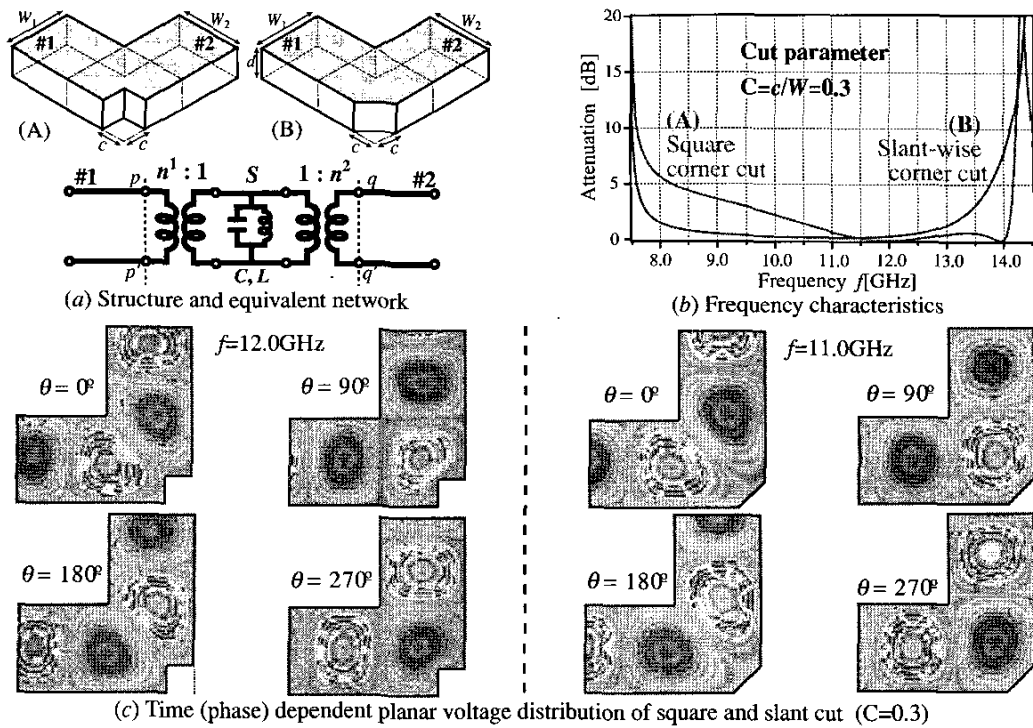 W₁ W₂
#1 #2
(A)
c c
W₂
#1 #2
d
(B)
c c
#1 p n¹ : 1 S 1 : n² q #2
p' C, L q'
(a) Structure and equivalent network
Attenuation [dB]
20
15
10
5
0
Cut parameter
C=c/W=0.3
(A)
Square
corner cut
(B)
Slant-wise
corner cut
8.0 9.0 10.0 11.0 12.0 13.0 14.0
Frequency f[GHz]
(b) Frequency characteristics
f=12.0GHz
θ = 0º
θ = 90º
θ = 180º
θ = 270º
f=11.0GHz
θ = 0º
θ = 90º
θ = 180º
θ = 270º
(c) Time (phase) dependent planar voltage distribution of square and slant cut (C=0.3)